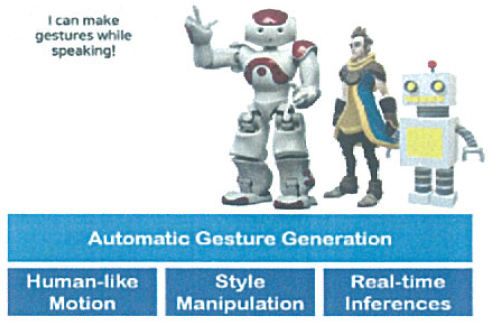 I can make
gestures while
speaking!
Automatic Gesture Generation
Human-like
Motion
Style
Manipulation
Real-time
Inferences